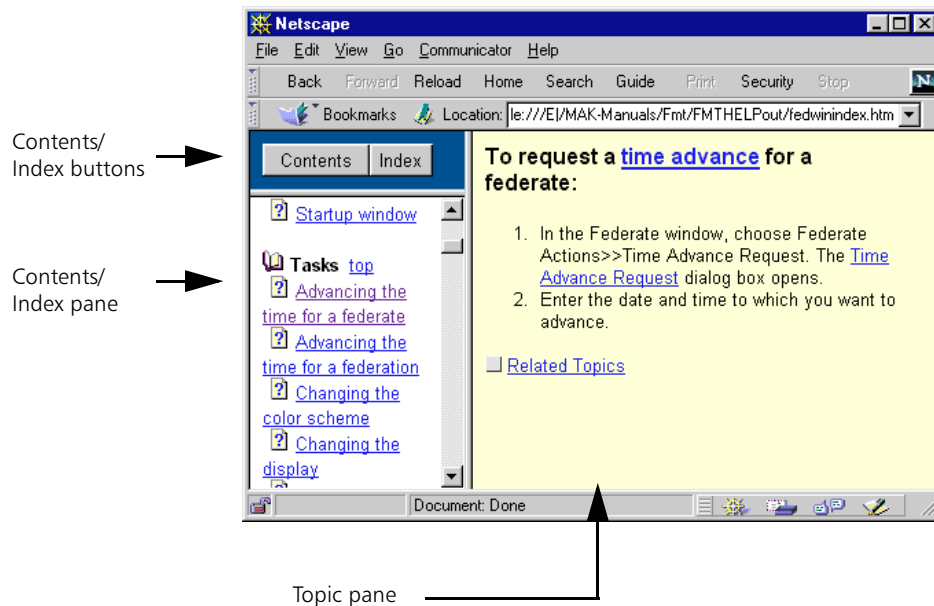 Netscape
File Edit View Go Communicator Help
Back Forward Reload Home Search Guide Print Security Stop
N
Bookmarks Location: le:///E|/MAK-Manuals/Fmt/FMTHELPout/fedwinindex.htm
Contents/
Index buttons
Contents Index
Startup window
Contents/
Index pane
Tasks top
Advancing the
time for a federate
Advancing the
time for a federation
Changing the
color scheme
Changing the
display
To request a time advance for a
federate:
1. In the Federate window, choose Federate
Actions>>Time Advance Request. The Time
Advance Request dialog box opens.
2. Enter the date and time to which you want to
advance.
Related Topics
Document: Done
Topic pane